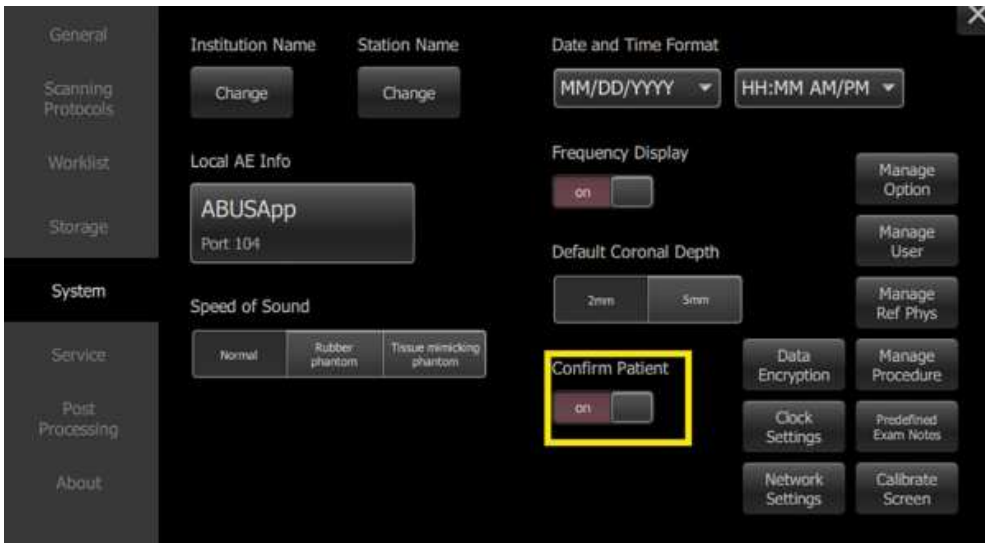 General
Scanning
Protocols
Worklist
Storage
System
Service
Post
Processing
About
Institution Name
Change
Station Name
Change
Local AE Info
ABUSApp
Port 104
Speed of Sound
Normal
Rubber
phantom
Tissue mimicking
phantom
Date and Time Format
MM/DD/YYYY
HH:MM AM/PM
Frequency Display
on
Default Coronal Depth
2mm
5mm
Confirm Patient
on
Manage
Option
Manage
User
Manage
Ref Phys
Data
Encryption
Manage
Procedure
Clock
Settings
Predefined
Exam Notes
Network
Settings
Calibrate
Screen